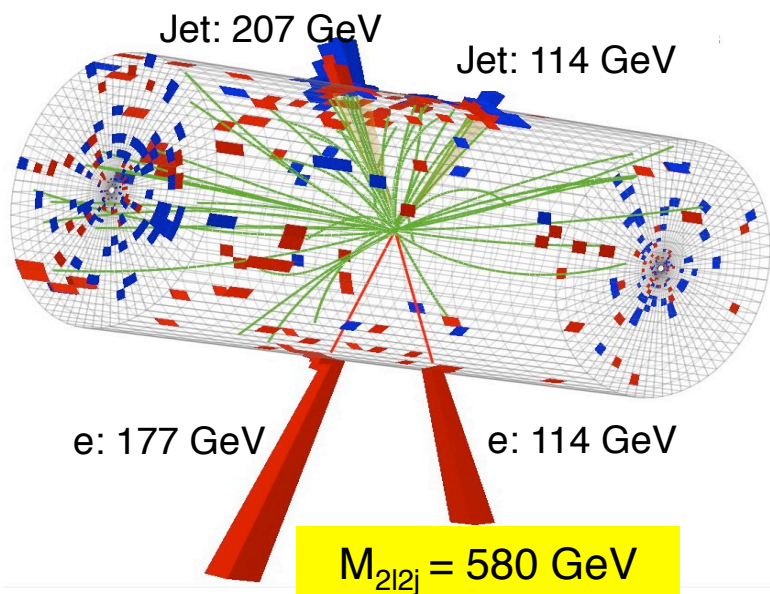 Jet: 207 GeV
Jet: 114 GeV
e: 177 GeV
e: 114 GeV
M2l2j = 580 GeV